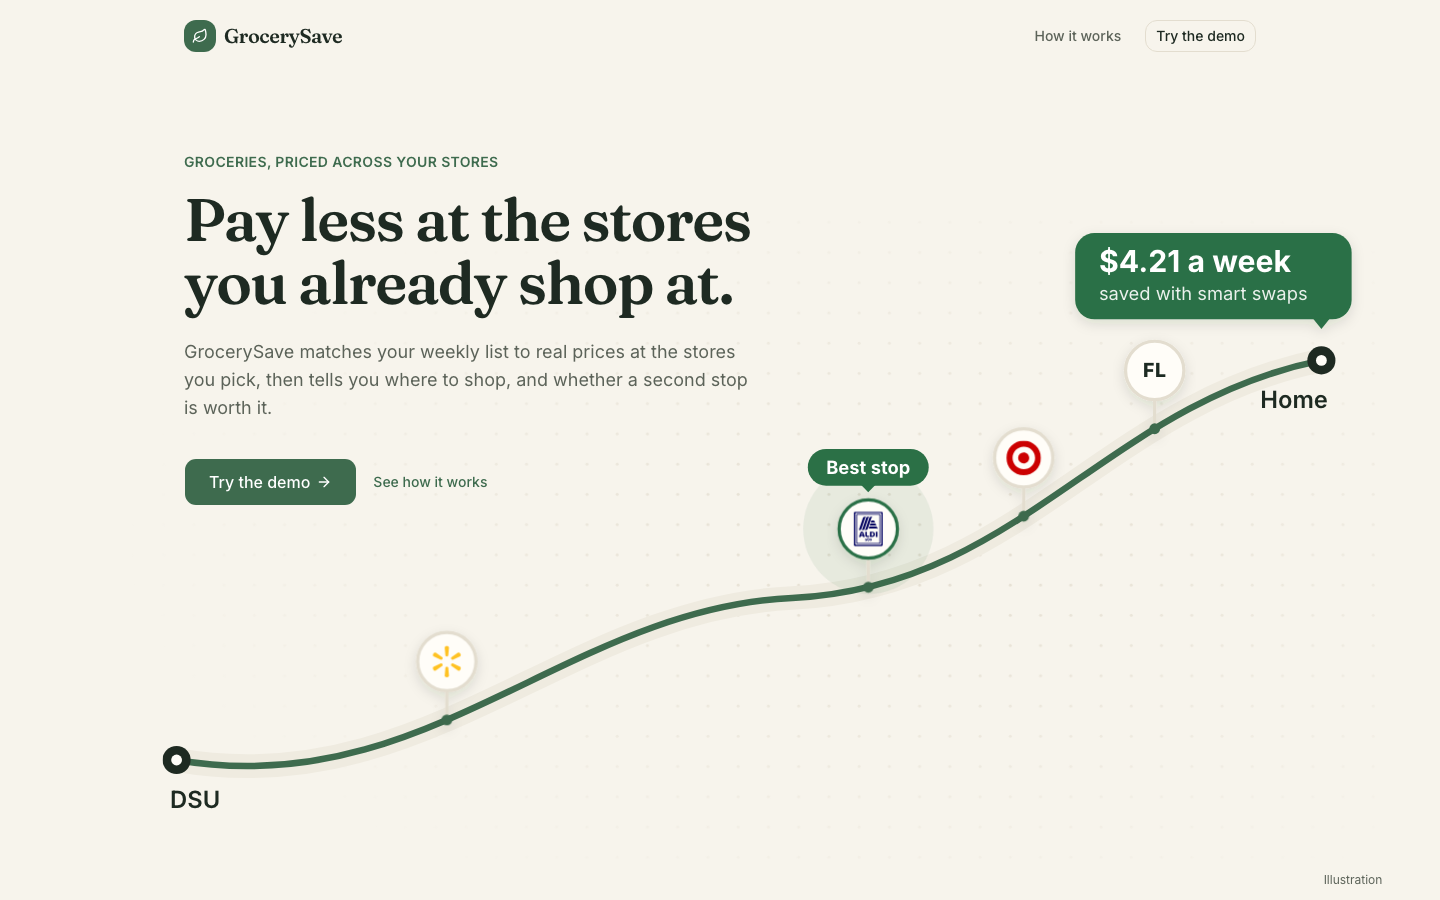 GrocerySave
How it works
Try the demo
GROCERIES, PRICED ACROSS YOUR STORES
Pay less at the stores
you already shop at.
GrocerySave matches your weekly list to real prices at the stores
you pick, then tells you where to shop, and whether a second stop
is worth it.
Try the demo →
See how it works
$4.21 a week
saved with smart swaps
FL
Home
Best stop
ALDI
DSU
Illustration